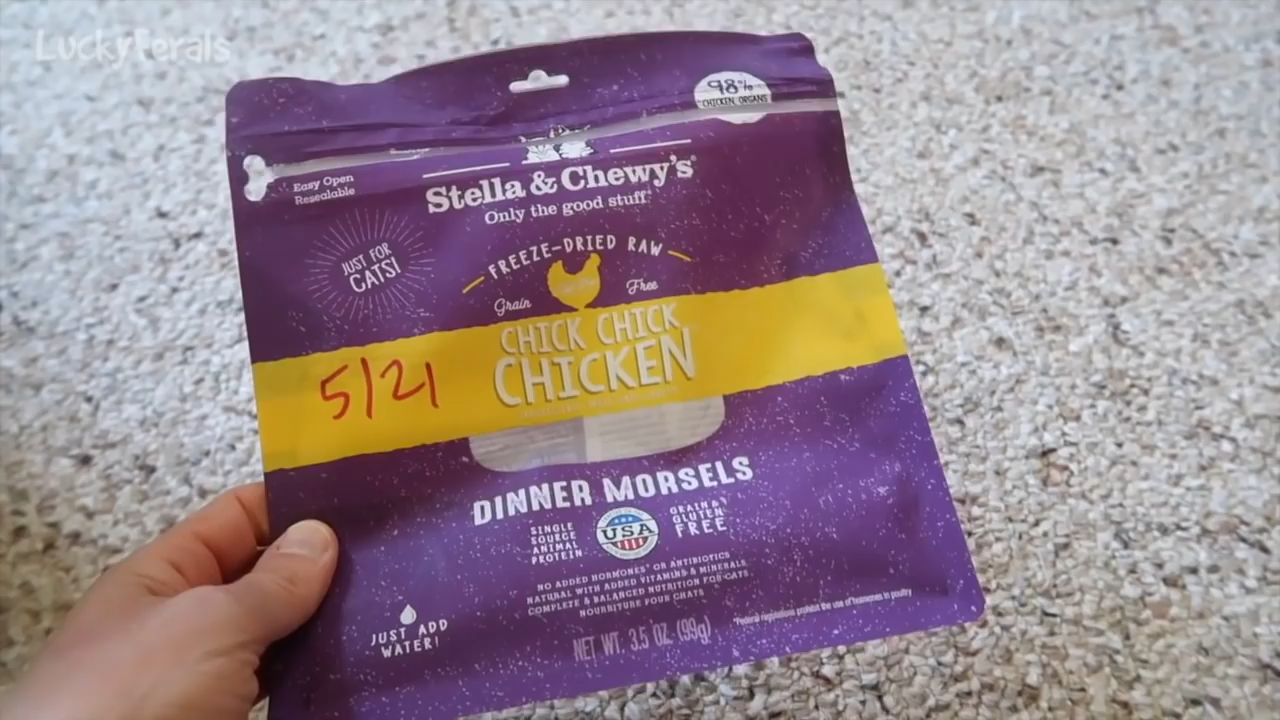 LuckyFerals
98%
CHICKEN, ORGANS
Easy Open
Resealable
Stella & Chewy's®
Only the good stuff
JUST FOR
CATS!
FREEZE-DRIED RAW
Grain Free
CHICK CHICK
CHICKEN
5/21
DINNER MORSELS
SINGLE
SOURCE
ANIMAL
PROTEIN
USA
GRAIN &
GLUTEN
FREE
NO ADDED HORMONES* OR ANTIBIOTICS
NATURAL WITH ADDED VITAMINS & MINERALS
COMPLETE & BALANCED NUTRITION FOR CATS
NOURRITURE POUR CHATS
JUST ADD
WATER!
NET WT. 3.5 OZ. (99g)
*Federal regulations prohibit the use of hormones in poultry